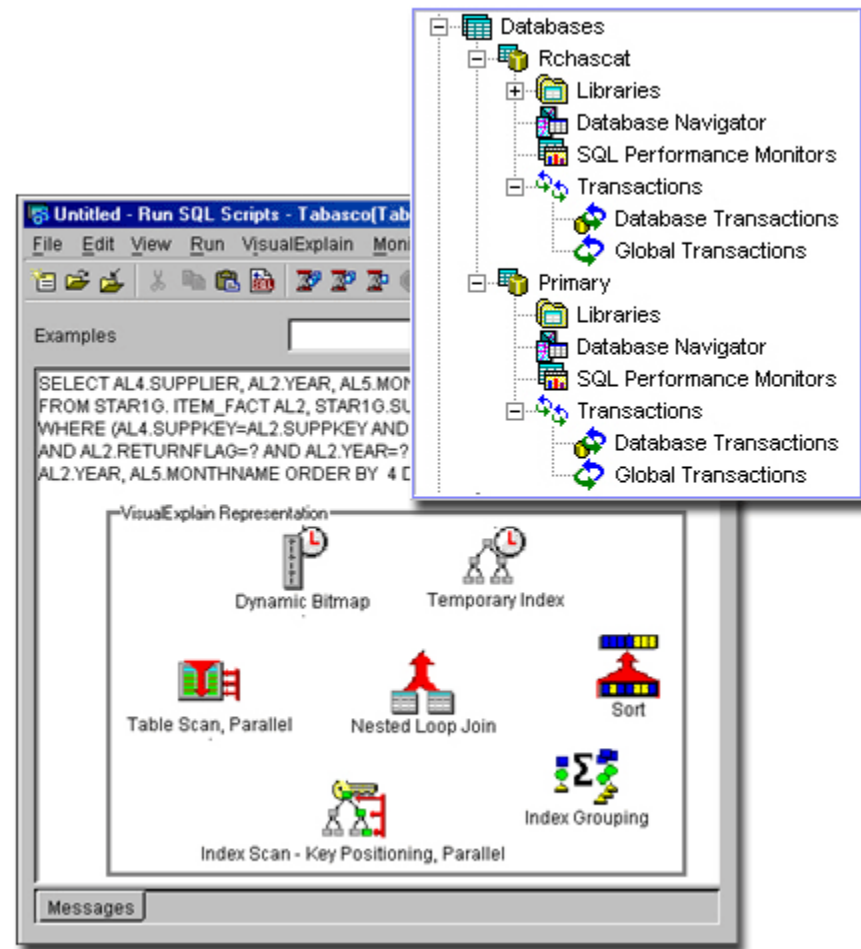 Databases
Rchascat
Libraries
Database Navigator
SQL Performance Monitors
Transactions
Database Transactions
Global Transactions
Primary
Libraries
Database Navigator
SQL Performance Monitors
Transactions
Database Transactions
Global Transactions
Untitled - Run SQL Scripts - Tabasco(Tab
File Edit View Run VisualExplain Moni
Examples
SELECT AL4.SUPPLIER, AL2.YEAR, AL5.MON
FROM STAR1G. ITEM_FACT AL2, STAR1G.SU
WHERE (AL4.SUPPKEY=AL2.SUPPKEY AND
AND AL2.RETURNFLAG=? AND AL2.YEAR=?
AL2.YEAR, AL5.MONTHNAME ORDER BY 4 D
VisualExplain Representation
Dynamic Bitmap
Temporary Index
Table Scan, Parallel
Nested Loop Join
Sort
Index Scan - Key Positioning, Parallel
Index Grouping
Messages